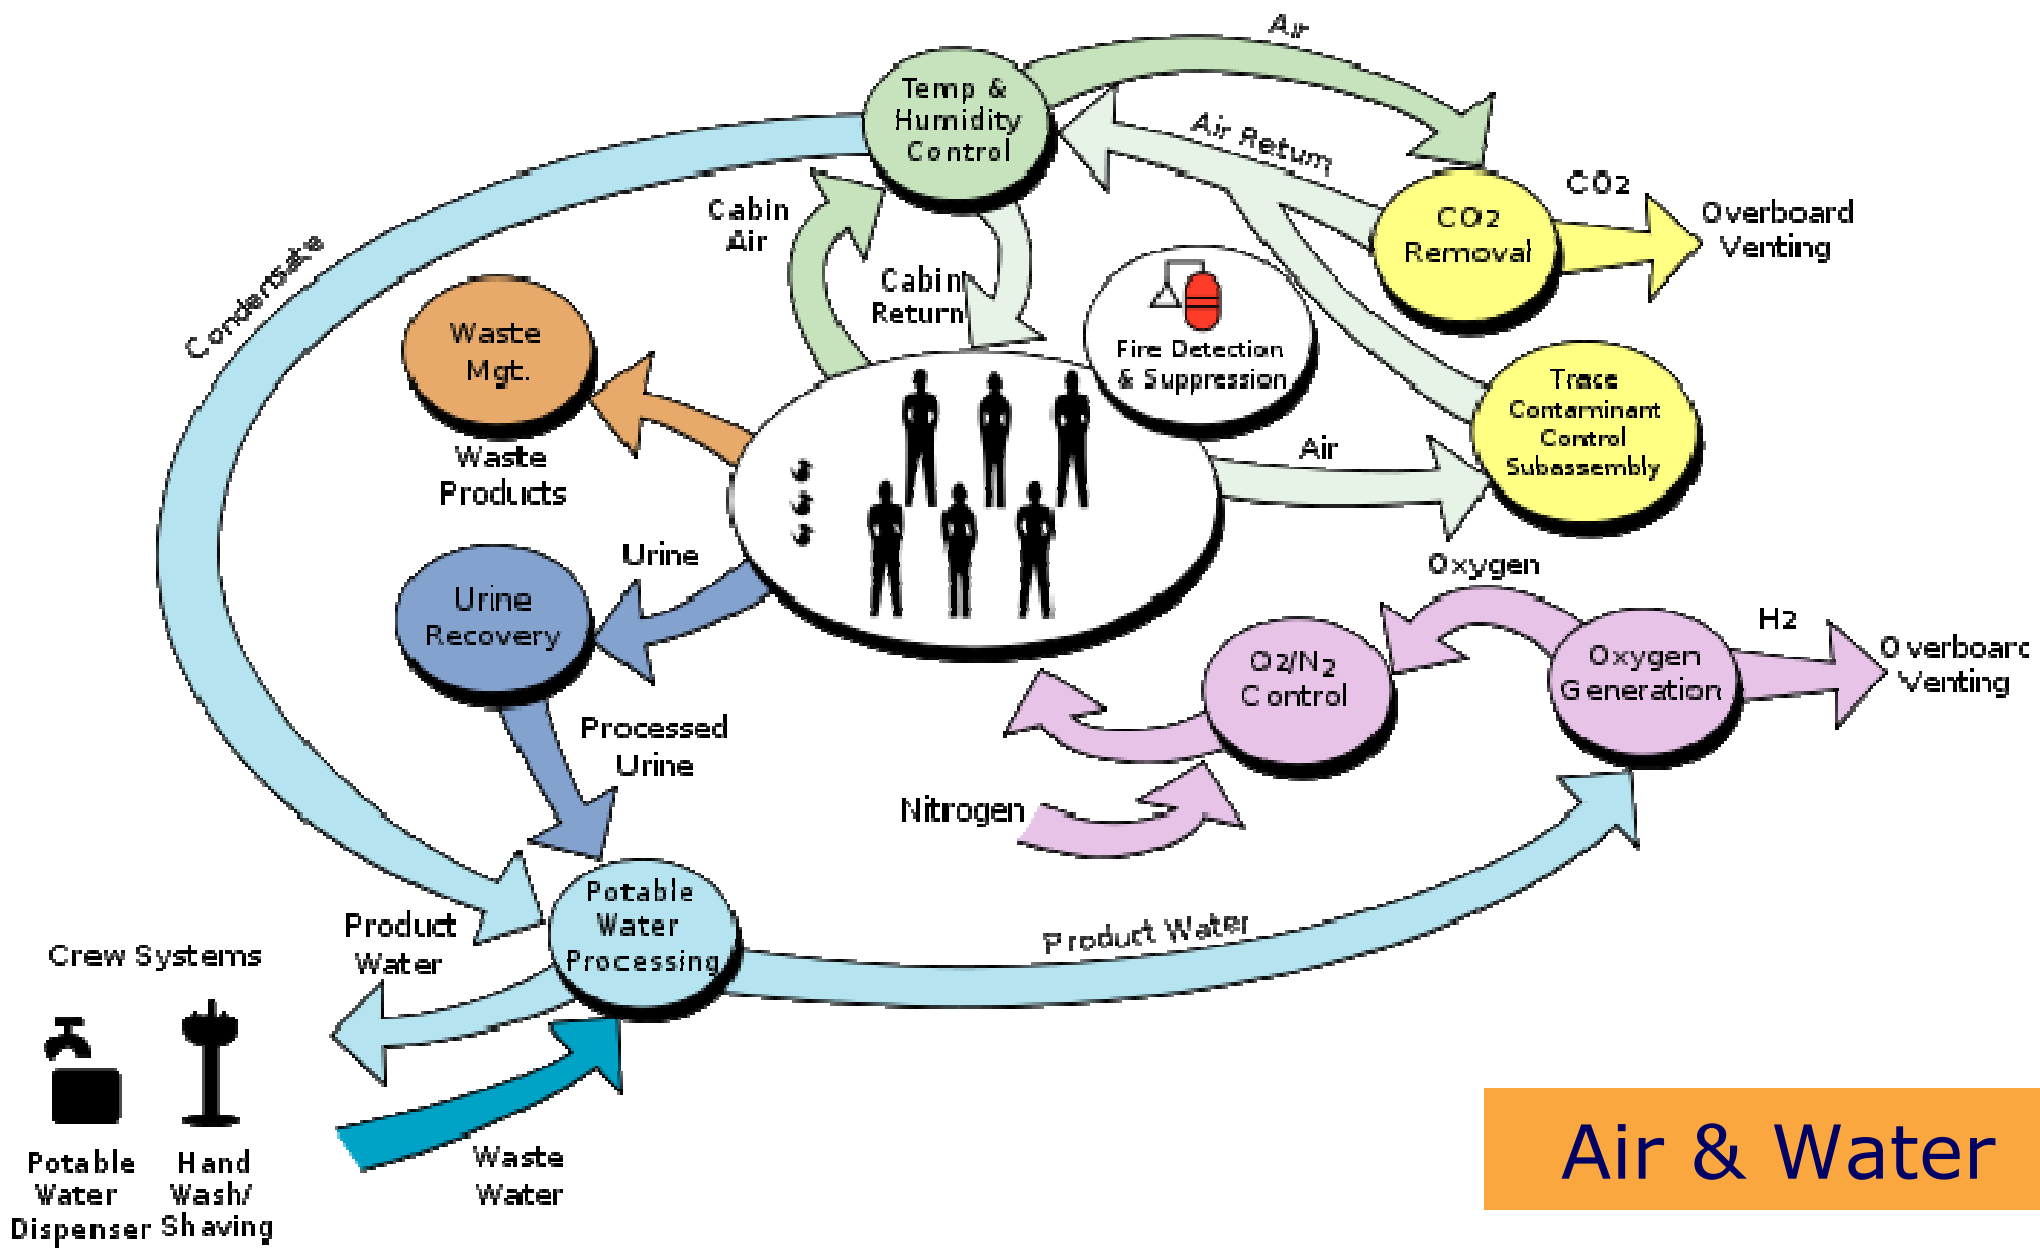 Air
Temp &
Humidity
Control
Air Return
CO2
CO2
Removal
Overboard
Venting
Cabin
Air
Cabin
Return
Condensate
Waste
Mgt.
Waste
Products
Fire Detection
& Suppression
Trace
Contaminant
Control
Subassembly
Air
Urine
Urine
Recovery
Processed
Urine
Oxygen
O2/N2
Control
Oxygen
Generation
H2
Overboard
Venting
Nitrogen
Potable
Water
Processing
Product Water
Product
Water
Crew Systems
Waste
Water
Potable
Water
Dispenser
Hand
Wash/
Shaving
Air & Water